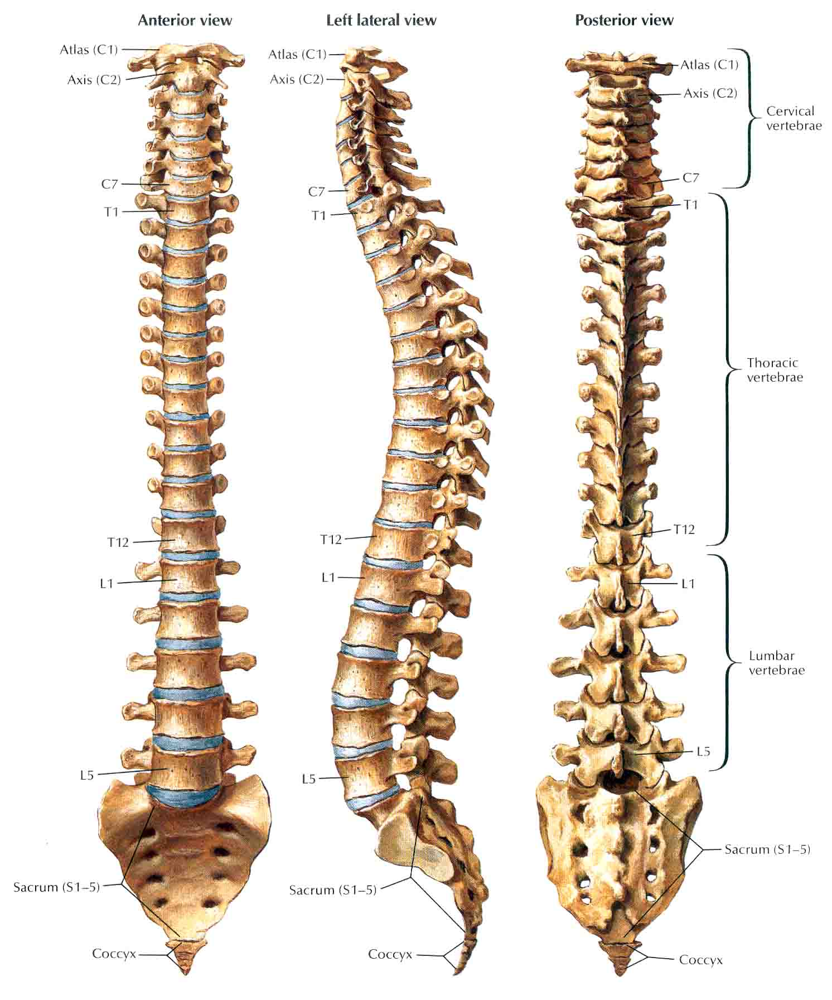 Anterior view
Left lateral view
Posterior view
Atlas (C1)
Axis (C2)
C7
T1
T12
L1
L5
Sacrum (S1–5)
Coccyx
Atlas (C1)
Axis (C2)
C7
T1
T12
L1
L5
Sacrum (S1–5)
Coccyx
Atlas (C1)
Axis (C2)
C7
T1
T12
L1
L5
Sacrum (S1–5)
Coccyx
Cervical
vertebrae
Thoracic
vertebrae
Lumbar
vertebrae